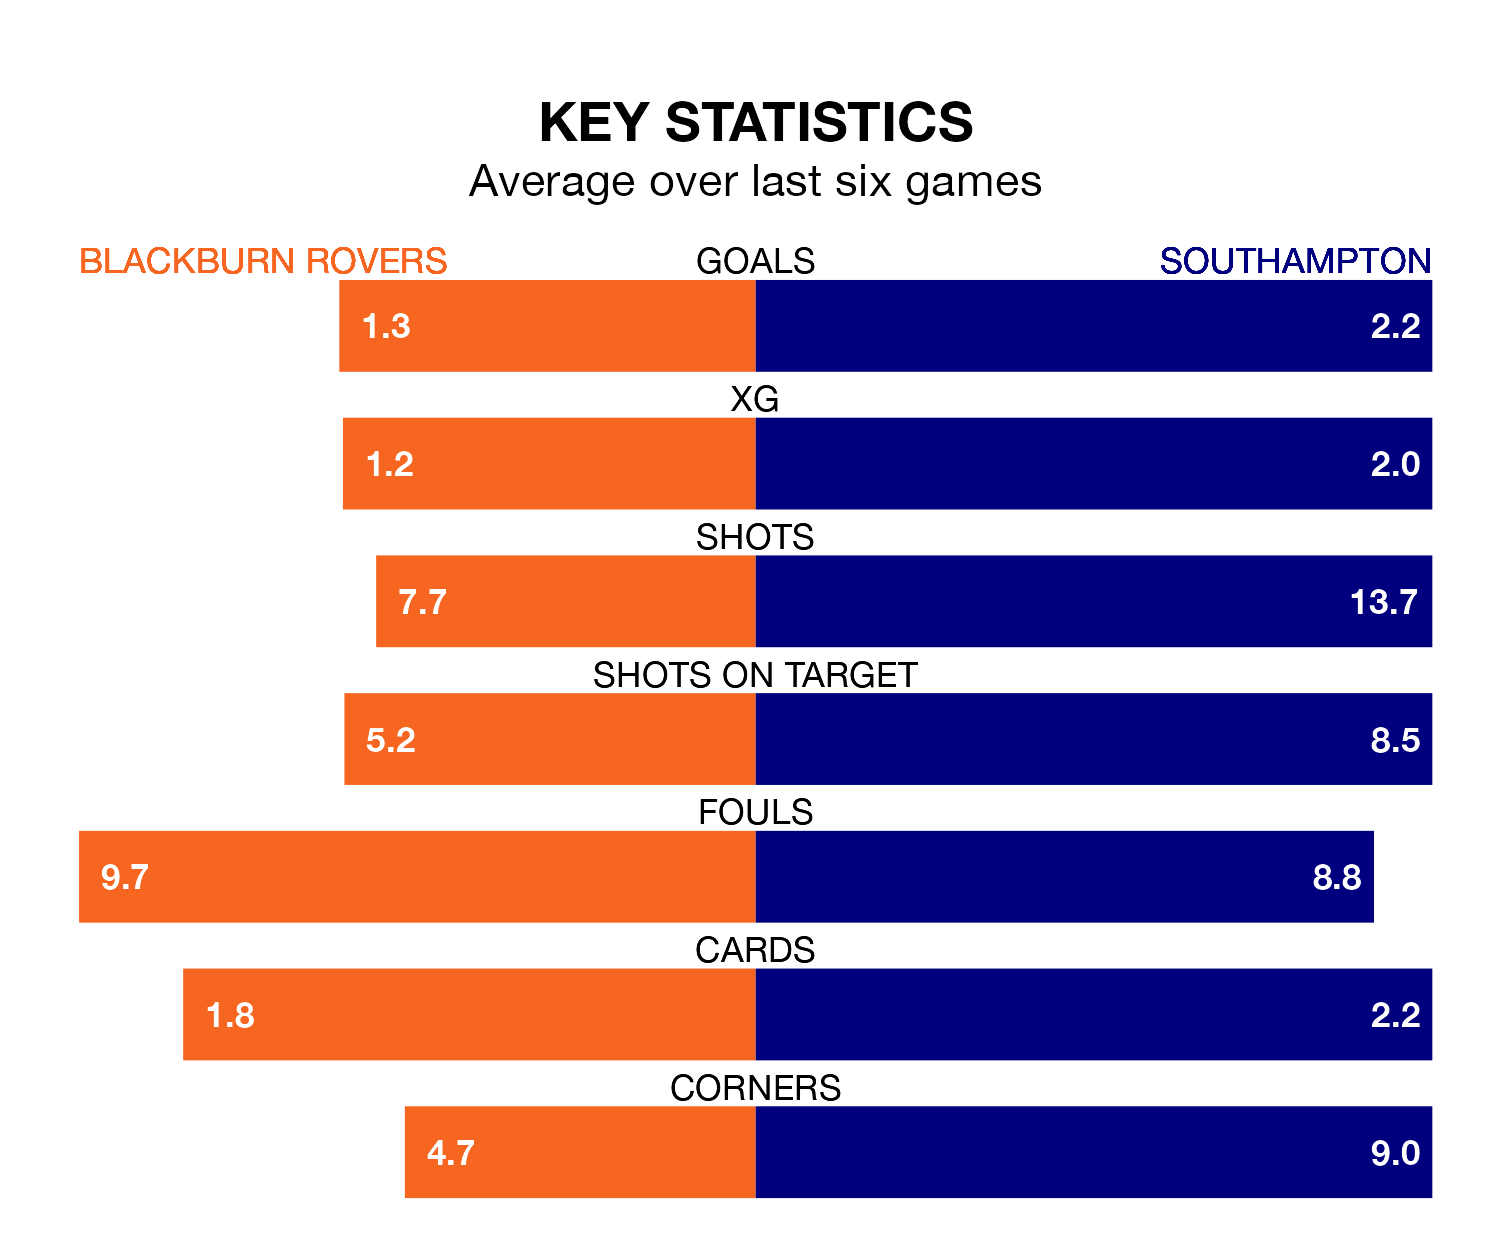 KEY STATISTICS
Average over last six games
BLACKBURN ROVERS GOALS SOUTHAMPTON
1.3 2.2
XG
1.2 2.0
SHOTS
7.7 13.7
SHOTS ON TARGET
5.2 8.5
FOULS
9.7 8.8
CARDS
1.8 2.2
CORNERS
4.7 9.0